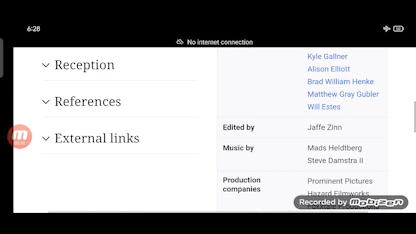 6:28
No internet connection
Reception
References
External links
Kyle Gallner
Alison Elliott
Brad William Henke
Matthew Gray Gubler
Will Estes
Edited by
Jaffe Zinn
Music by
Mads Heldtberg
Steve Damstra II
Production
companies
Prominent Pictures
Hazard Filmworks
Recorded by Mobizen